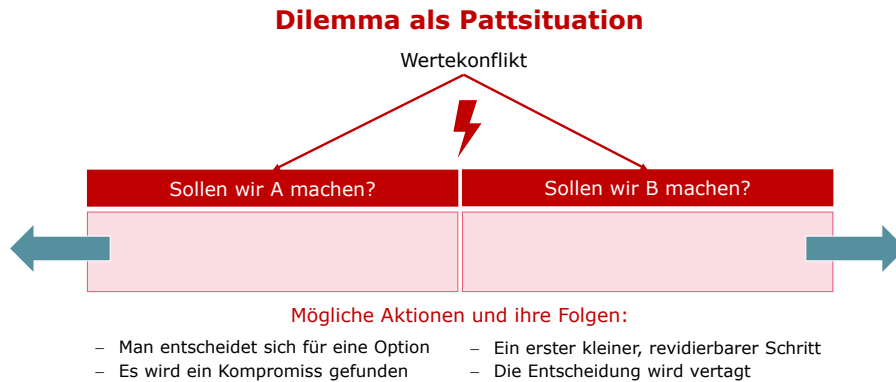 Dilemma als Pattsituation
Wertekonflikt
Sollen wir A machen?
Sollen wir B machen?
Mögliche Aktionen und ihre Folgen:
– Man entscheidet sich für eine Option
– Es wird ein Kompromiss gefunden
– Ein erster kleiner, revidierbarer Schritt
– Die Entscheidung wird vertagt